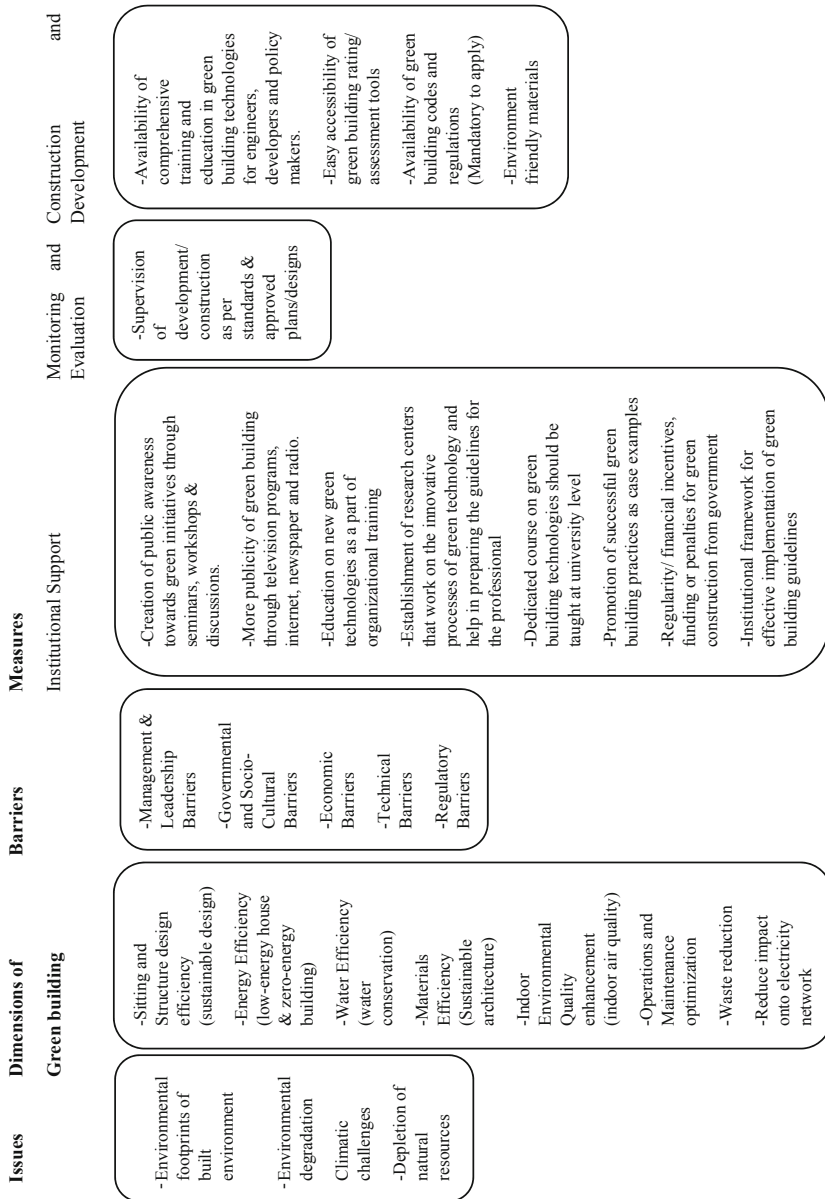 Issues
Dimensions of
Green building
Barriers
Measures
Institutional Support
Monitoring and
Evaluation
Construction and
Development
-Environmental
footprints of
built
environment
-Environmental
degradation
Climatic
challenges
-Depletion of
natural
resources
-Sitting and
Structure design
efficiency
(sustainable design)
-Energy Efficiency
(low-energy house
& zero-energy
building)
-Water Efficiency
(water
conservation)
-Materials
Efficiency
(Sustainable
architecture)
-Indoor
Environmental
Quality
enhancement
(indoor air quality)
-Operations and
Maintenance
optimization
-Waste reduction
-Reduce impact
onto electricity
network
-Management &
Leadership
Barriers
-Governmental
and Socio-
Cultural
Barriers
-Economic
Barriers
-Technical
Barriers
-Regulatory
Barriers
-Creation of public awareness
towards green initiatives through
seminars, workshops &
discussions.
-More publicity of green building
through television programs,
internet, newspaper and radio.
-Education on new green
technologies as a part of
organizational training
-Establishment of research centers
that work on the innovative
processes of green technology and
help in preparing the guidelines for
the professional
-Dedicated course on green
building technologies should be
taught at university level
-Promotion of successful green
building practices as case examples
-Regularity/ financial incentives,
funding or penalties for green
construction from government
-Institutional framework for
effective implementation of green
building guidelines
-Supervision
of
development/
construction
as per
standards &
approved
plans/designs
-Availability of
comprehensive
training and
education in green
building technologies
for engineers,
developers and policy
makers.
-Easy accessibility of
green building rating/
assessment tools
-Availability of green
building codes and
regulations
(Mandatory to apply)
-Environment
friendly materials